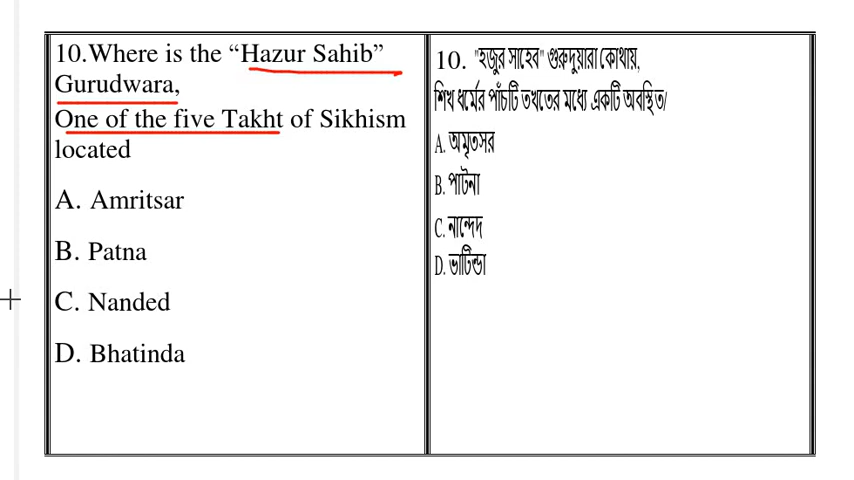 10.Where is the “Hazur Sahib”
Gurudwara,
One of the five Takht of Sikhism
located
A. Amritsar
B. Patna
C. Nanded
D. Bhatinda
10. "হজুর সাহেব" গুরুদুয়ারা কোথায়,
শিখ ধর্মের পাঁচটি তখতের মধ্যে একটি অবস্থিত/
A. অমৃতসর
B. পাটনা
C. নান্দেদ
D. ভাটিন্ডা